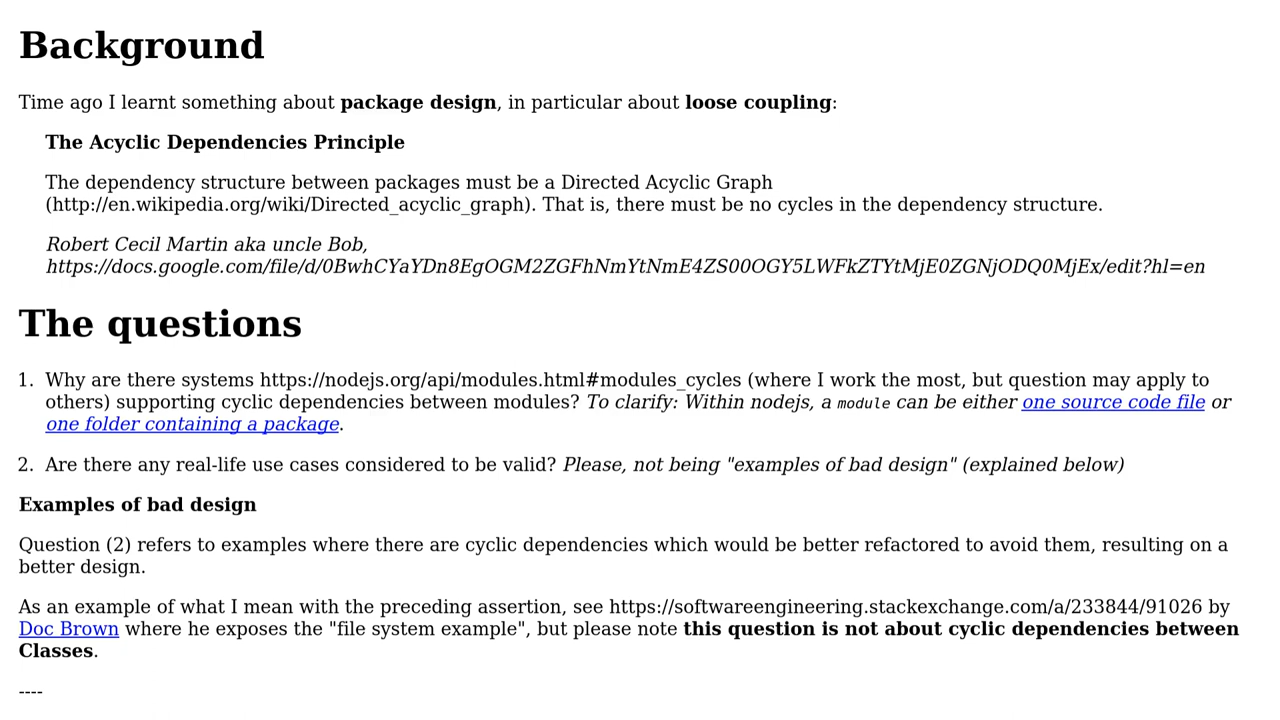 Background
Time ago I learnt something about package design, in particular about loose coupling:
The Acyclic Dependencies Principle
The dependency structure between packages must be a Directed Acyclic Graph
(http://en.wikipedia.org/wiki/Directed_acyclic_graph). That is, there must be no cycles in the dependency structure.
Robert Cecil Martin aka uncle Bob,
https://docs.google.com/file/d/0BwhCYaYDn8EgOGM2ZGFhNmYtNmE4ZS00OGY5LWFkZTYtMjE0ZGNjODQ0MjEx/edit?hl=en
The questions
1. Why are there systems https://nodejs.org/api/modules.html#modules_cycles (where I work the most, but question may apply to
others) supporting cyclic dependencies between modules? To clarify: Within nodejs, a module can be either one source code file or
one folder containing a package.
2. Are there any real-life use cases considered to be valid? Please, not being "examples of bad design" (explained below)
Examples of bad design
Question (2) refers to examples where there are cyclic dependencies which would be better refactored to avoid them, resulting on a
better design.
As an example of what I mean with the preceding assertion, see https://softwareengineering.stackexchange.com/a/233844/91026 by
Doc Brown where he exposes the "file system example", but please note this question is not about cyclic dependencies between
Classes.
----